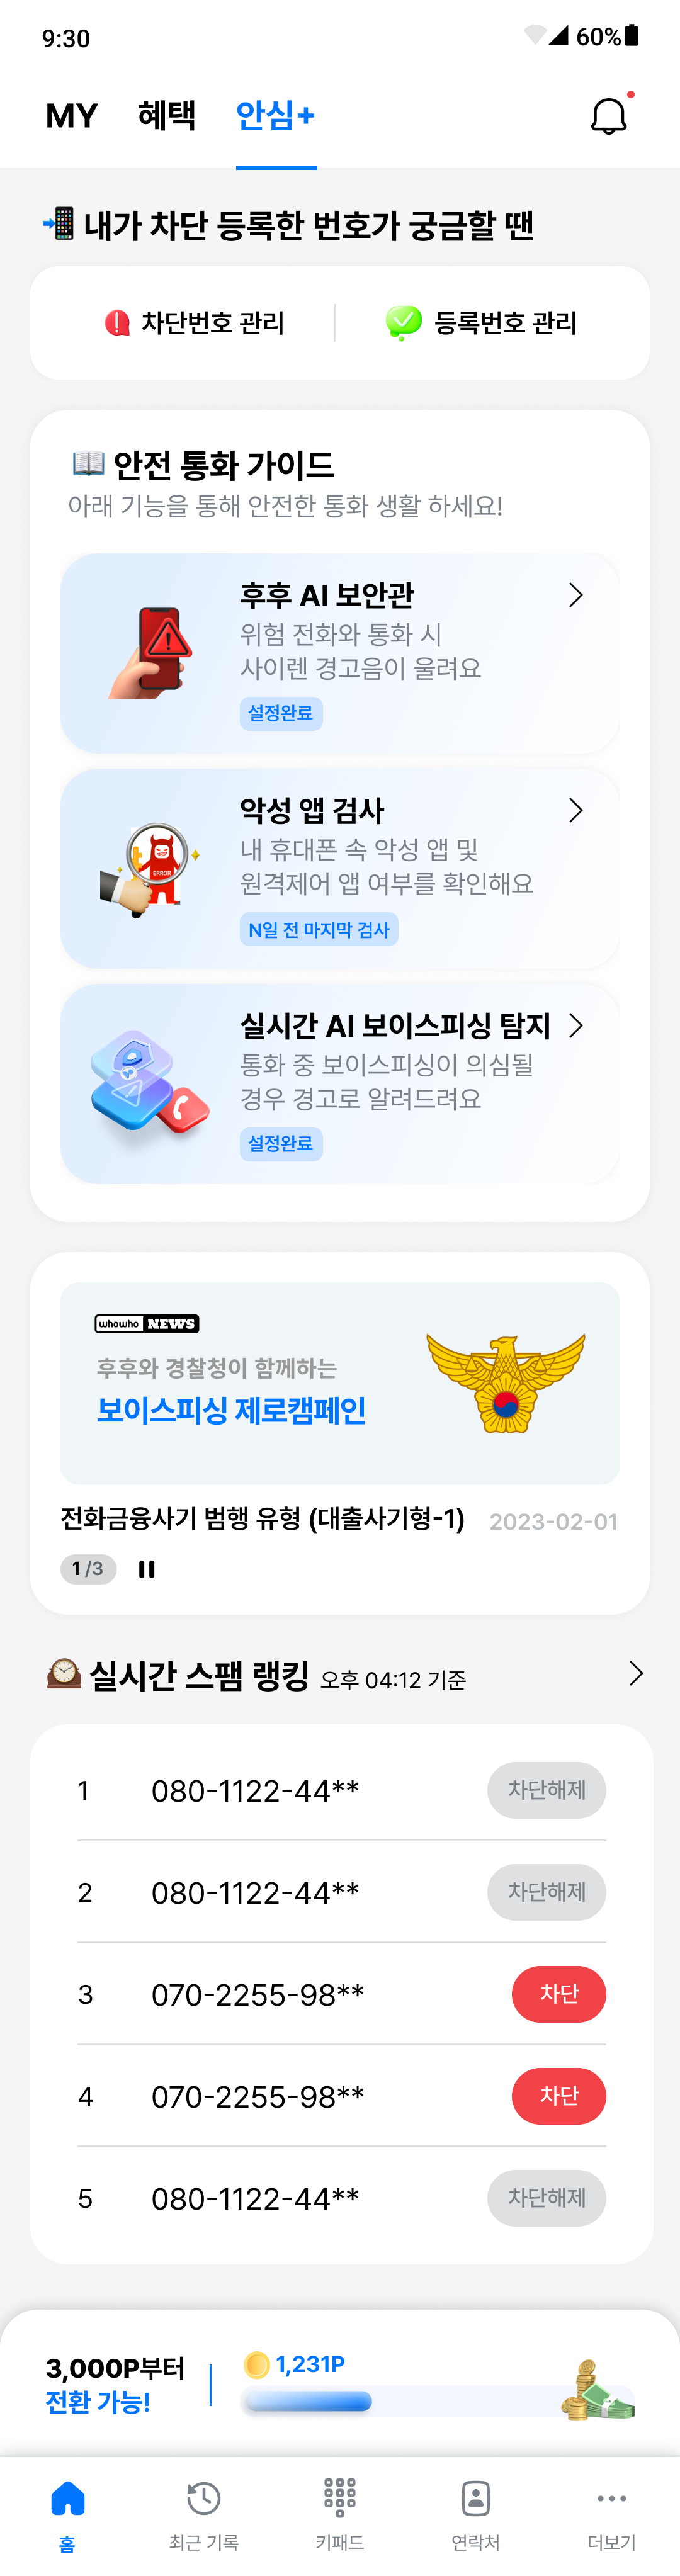 9:30
60%
MY 혜택 안심+
내가 차단 등록한 번호가 궁금할 땐
차단번호 관리
등록번호 관리
안전 통화 가이드
아래 기능을 통해 안전한 통화 생활 하세요!
후후 AI 보안관
위험 전화와 통화 시
사이렌 경고음이 울려요
설정완료
악성 앱 검사
ERROR
내 휴대폰 속 악성 앱 및
원격제어 앱 여부를 확인해요
N일 전 마지막 검사
실시간 AI 보이스피싱 탐지
통화 중 보이스피싱이 의심될
경우 경고로 알려드려요
설정완료
whowho NEWS
후후와 경찰청이 함께하는
보이스피싱 제로캠페인
전화금융사기 범행 유형 (대출사기형-1) 2023-02-01
1/3
실시간 스팸 랭킹 오후 04:12 기준
1 080-1122-44** 차단해제
2 080-1122-44** 차단해제
3 070-2255-98** 차단
4 070-2255-98** 차단
5 080-1122-44** 차단해제
3,000P부터
전환 가능!
1,231P
홈 최근 기록 키패드 연락처 더보기